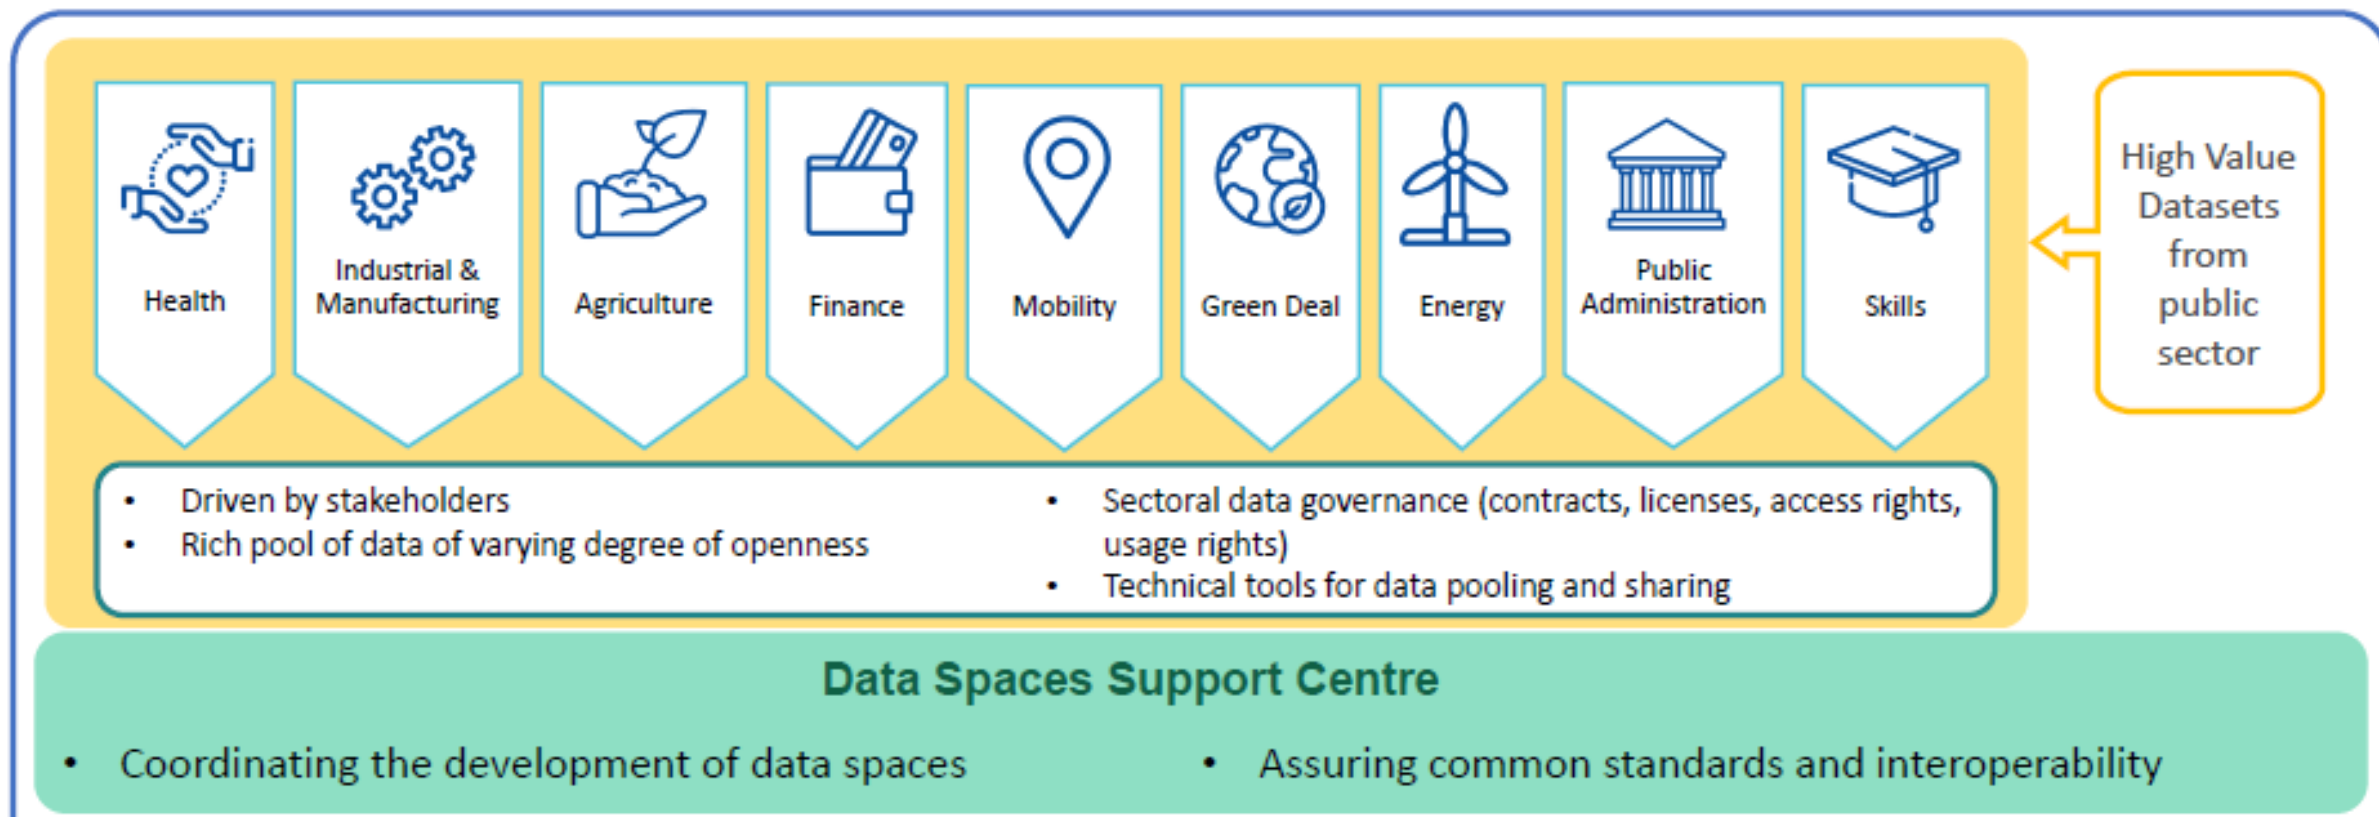 Health
Industrial &
Manufacturing
Agriculture
Finance
Mobility
Green Deal
Energy
Public
Administration
Skills
High Value
Datasets
from
public
sector
• Driven by stakeholders
• Rich pool of data of varying degree of openness
• Sectoral data governance (contracts, licenses, access rights,
usage rights)
• Technical tools for data pooling and sharing
Data Spaces Support Centre
• Coordinating the development of data spaces
• Assuring common standards and interoperability